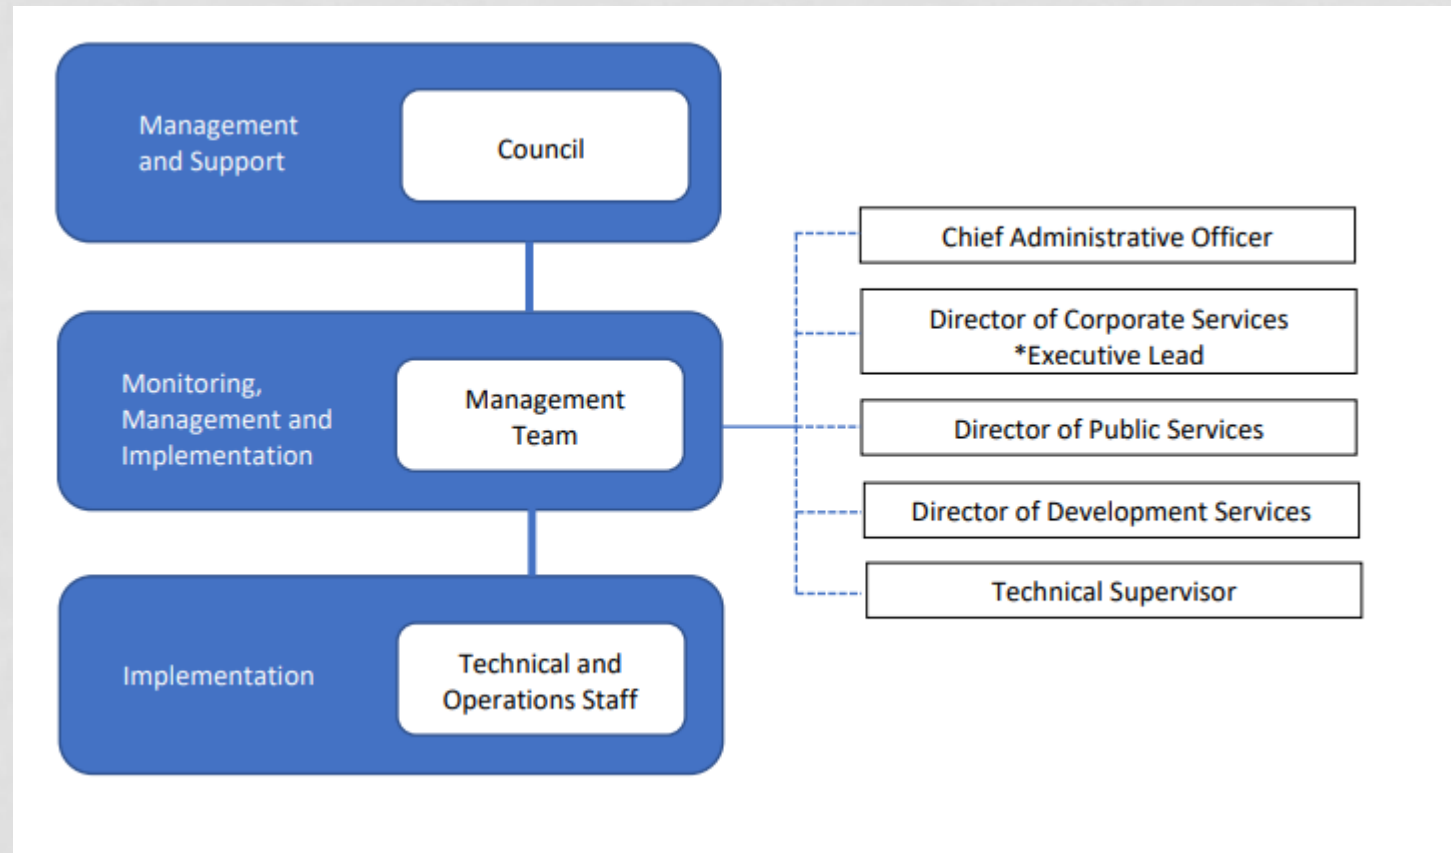 Management
and Support
Council
Monitoring,
Management and
Implementation
Management
Team
Chief Administrative Officer
Director of Corporate Services
*Executive Lead
Director of Public Services
Director of Development Services
Technical Supervisor
Implementation
Technical and
Operations Staff